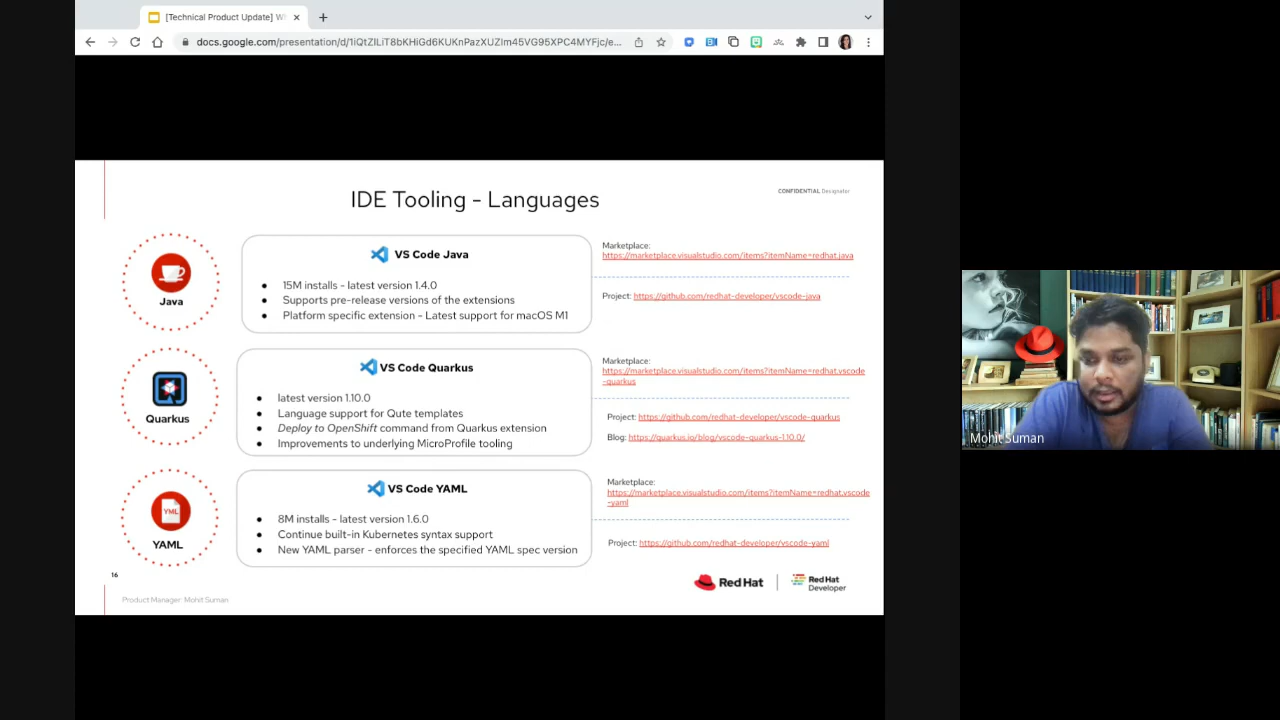 [Technical Product Update] W
docs.google.com/presentation/d/1iQtZILiT8bKHiGd6KUKnPazXUZIm45VG95XPC4MYFjc/e...
IDE Tooling - Languages
CONFIDENTIAL Designator
Java
VS Code Java
15M installs - latest version 1.4.0
Supports pre-release versions of the extensions
Platform specific extension - Latest support for macOS M1
Marketplace:
https://marketplace.visualstudio.com/items?itemName=redhat.java
Project: https://github.com/redhat-developer/vscode-java
Quarkus
VS Code Quarkus
latest version 1.10.0
Language support for Qute templates
Deploy to OpenShift command from Quarkus extension
Improvements to underlying MicroProfile tooling
Marketplace:
https://marketplace.visualstudio.com/items?itemName=redhat.vscode
-quarkus
Project: https://github.com/redhat-developer/vscode-quarkus
Blog: https://quarkus.io/blog/vscode-quarkus-1.10.0/
YML
YAML
VS Code YAML
8M installs - latest version 1.6.0
Continue built-in Kubernetes syntax support
New YAML parser - enforces the specified YAML spec version
Marketplace:
https://marketplace.visualstudio.com/items?itemName=redhat.vscode
-yaml
Project: https://github.com/redhat-developer/vscode-yaml
16
Product Manager: Mohit Suman
Red Hat
Red Hat
Developer
Mohit Suman